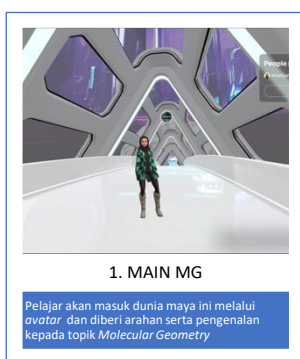 People
1. MAIN MG
Pelajar akan masuk dunia maya ini melalui
avatar dan diberi arahan serta pengenalan
kepada topik Molecular Geometry